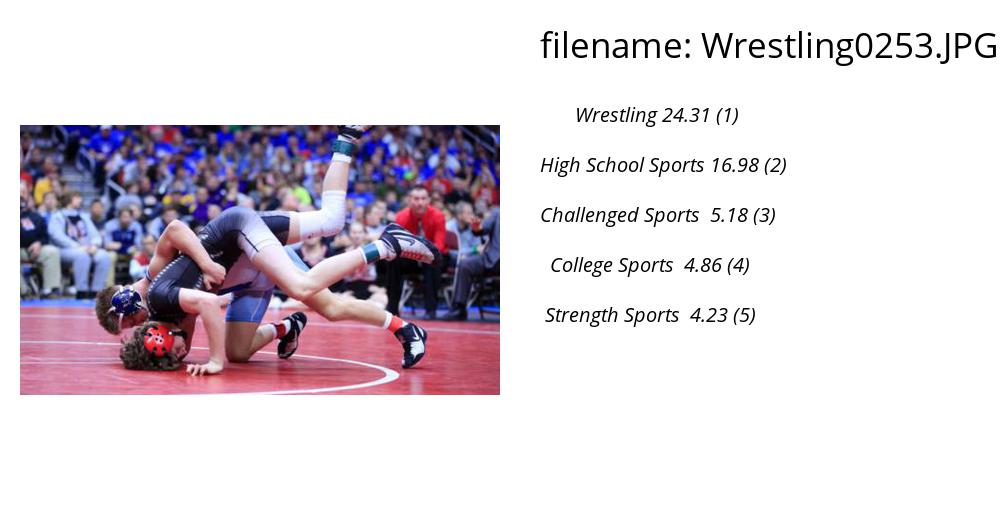 filename: Wrestling0253.JPG
Wrestling 24.31 (1)
High School Sports 16.98 (2)
Challenged Sports 5.18 (3)
College Sports 4.86 (4)
Strength Sports 4.23 (5)